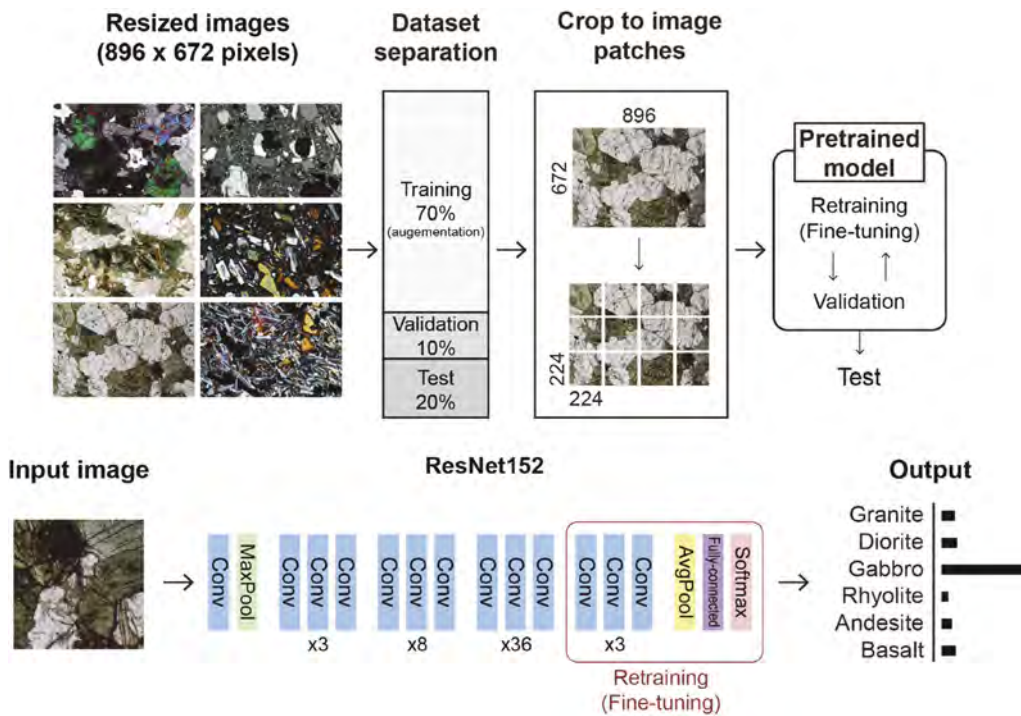 Resized images
(896 x 672 pixels)
Dataset
separation
Crop to image
patches
Training
70%
(augementation)
Validation
10%
Test
20%
896
672
224
224
Pretrained
model
Retraining
(Fine-tuning)
Validation
Test
Input image
ResNet152
Output
Conv
MaxPool
Conv
Conv
Conv
x3
Conv
Conv
Conv
x8
Conv
Conv
Conv
x36
Conv
Conv
Conv
x3
AvgPool
Fully-connected
Softmax
Retraining
(Fine-tuning)
Granite
Diorite
Gabbro
Rhyolite
Andesite
Basalt